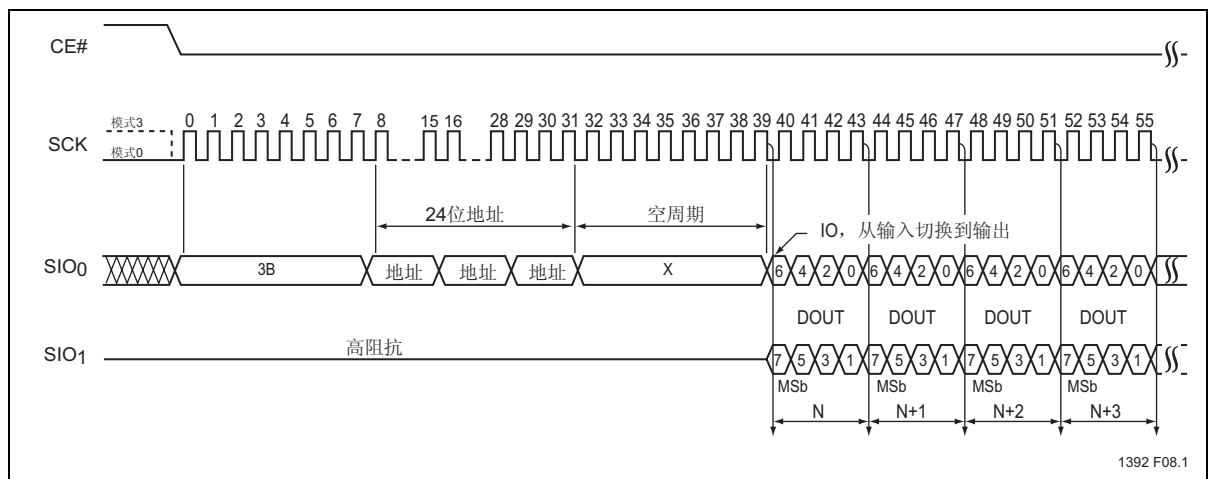 CE#
模式3
0 1 2 3 4 5 6 7 8 15 16 28 29 30 31 32 33 34 35 36 37 38 39 40 41 42 43 44 45 46 47 48 49 50 51 52 53 54 55
SCK
模式0
24位地址 空周期
IO，从输入切换到输出
SIO0 3B 地址 地址 地址 X 6 4 2 0 6 4 2 0 6 4 2 0 6 4 2 0
DOUT DOUT DOUT DOUT
SIO1 高阻抗 7 5 3 1 7 5 3 1 7 5 3 1 7 5 3 1
MSb MSb MSb MSb
N N+1 N+2 N+3
1392 F08.1